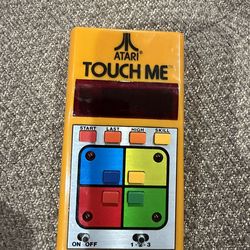 ATARI®
TOUCH ME
START LAST HIGH SKILL
ON OFF 1 2 3